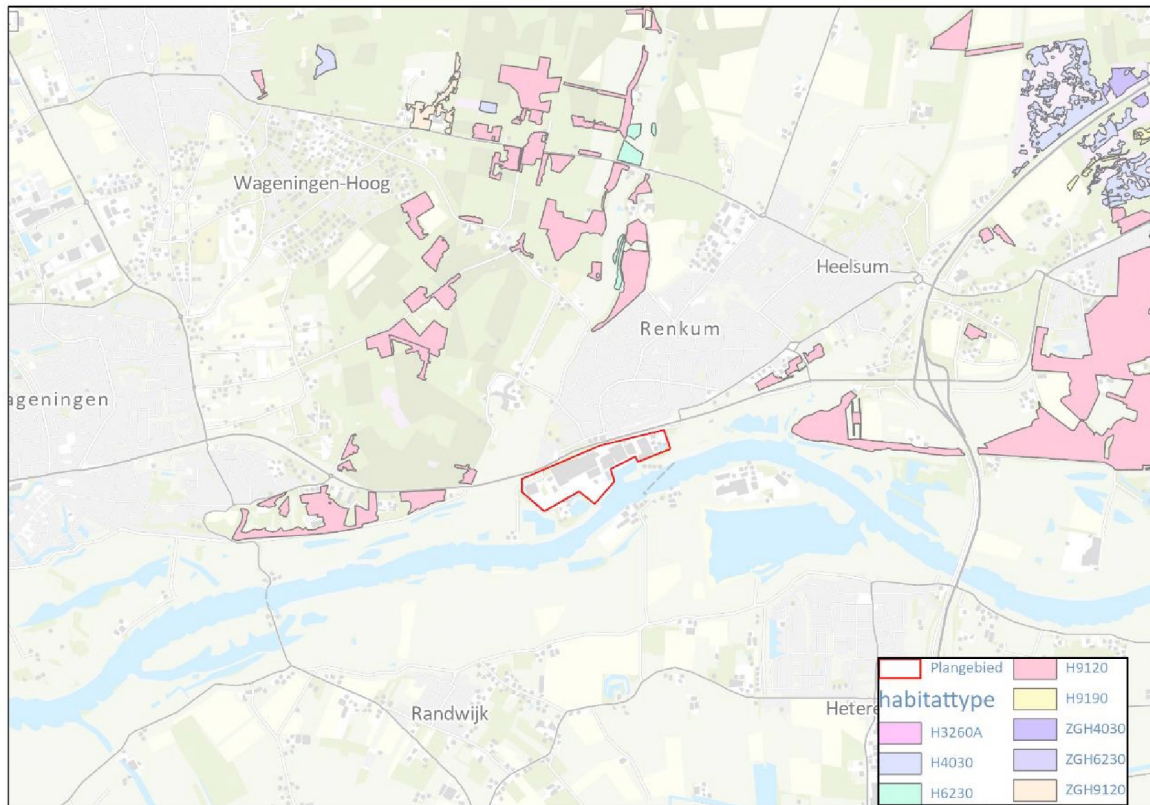 Wageningen-Hoog
Heelsum
Renkum
ageningen
Randwijk
Hetere
Plangebied
habitattype
H3260A
H4030
H6230
H9120
H9190
ZGH4030
ZGH6230
ZGH9120